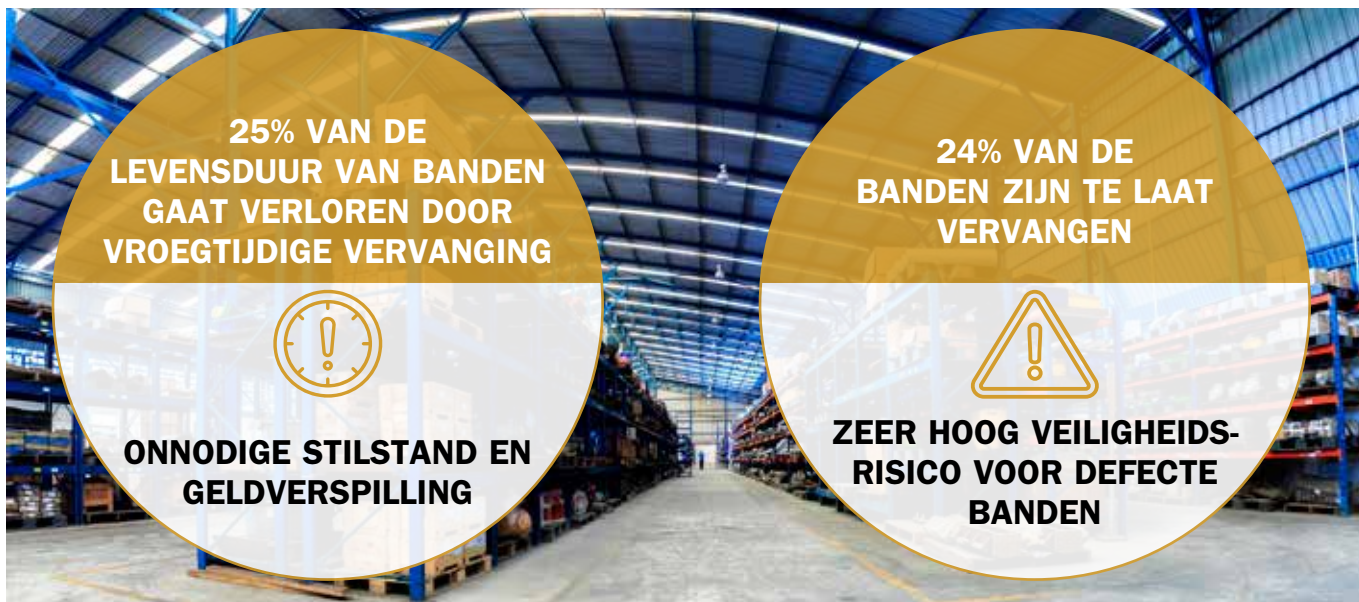 25% VAN DE
LEVENSDUUR VAN BANDEN
GAAT VERLOREN DOOR
VROEGTIJDIGE VERVANGING
ONNODIGE STILSTAND EN
GELDVERSPILLING
24% VAN DE
BANDEN ZIJN TE LAAT
VERVANGEN
ZEER HOOG VEILIGHEIDS-
RISICO VOOR DEFECTE
BANDEN